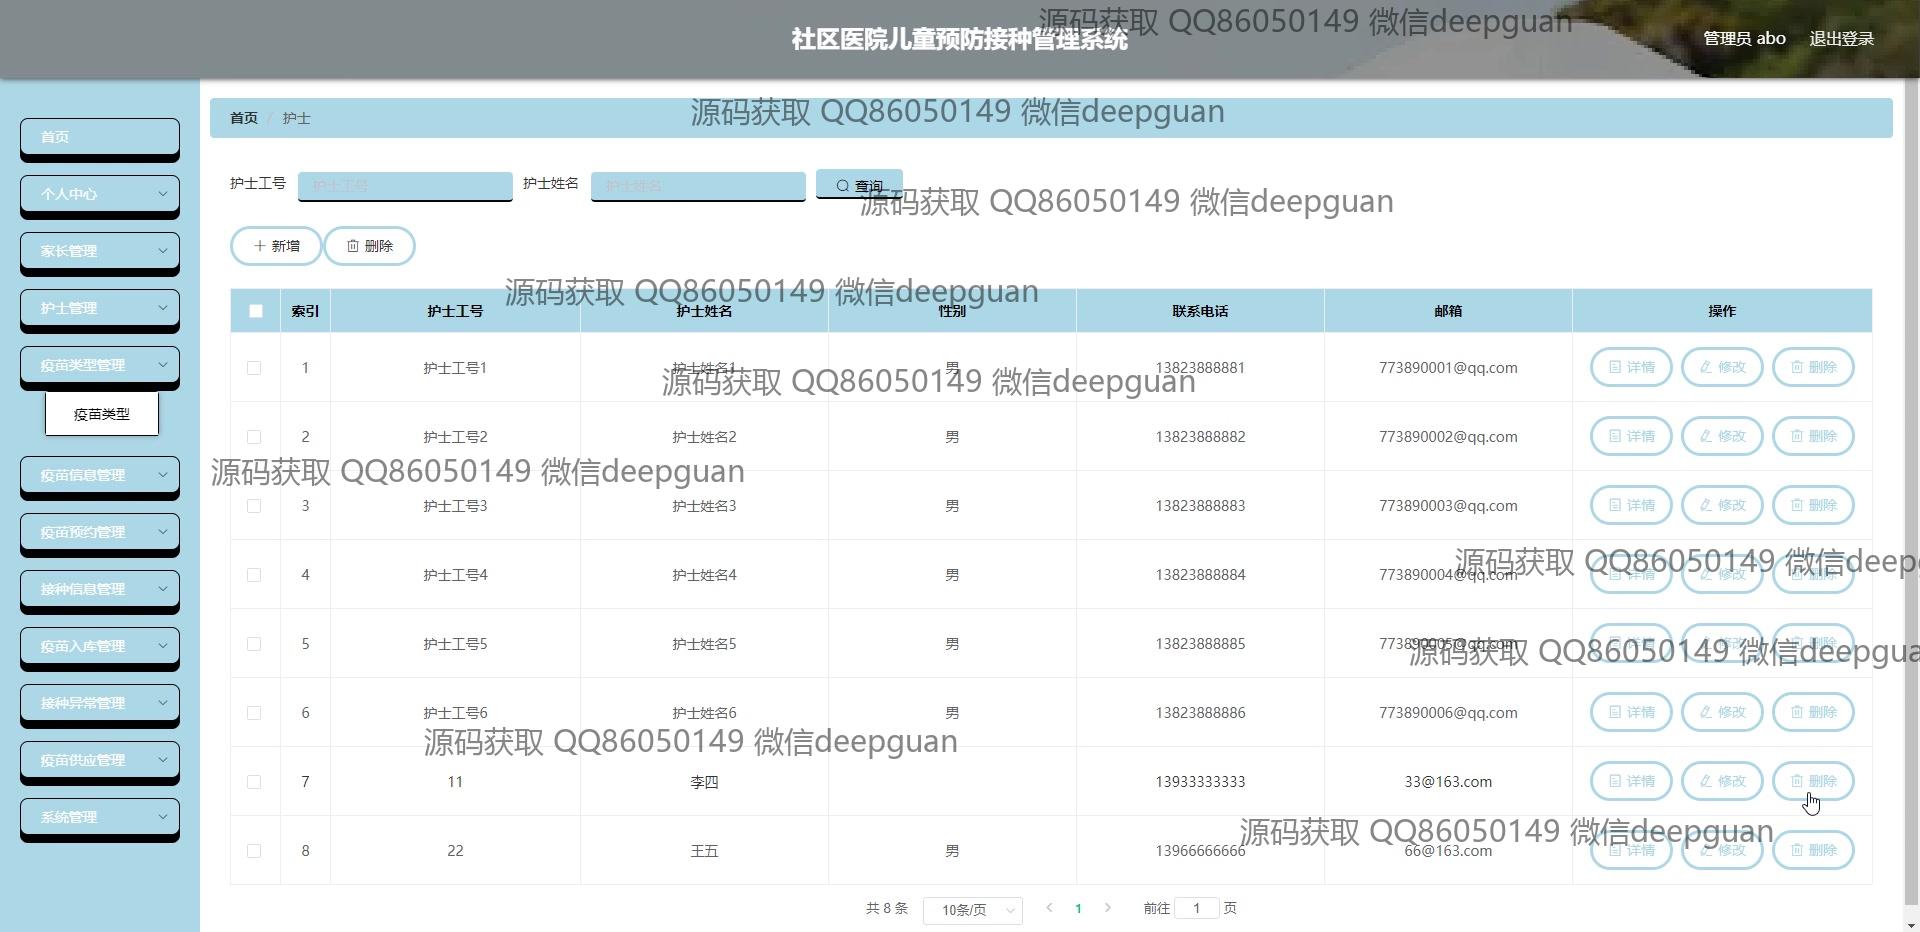 社区医院儿童预防接种管理系统
源码获取 QQ86050149 微信deepguan
管理员 abo 退出登录
首页
个人中心
家长管理
护士管理
疫苗类型管理
疫苗类型
疫苗信息管理
疫苗预约管理
接种信息管理
疫苗入库管理
接种异常管理
疫苗供应管理
系统管理
首页 / 护士
源码获取 QQ86050149 微信deepguan
护士工号 护士工号 护士姓名 护士姓名 查询
源码获取 QQ86050149 微信deepguan
新增 删除
源码获取 QQ86050149 微信deepguan
索引 护士工号 护士姓名 性别 联系电话 邮箱 操作
1 护士工号1 护士姓名1 男 13823888881 773890001@qq.com 详情 修改 删除
源码获取 QQ86050149 微信deepguan
2 护士工号2 护士姓名2 男 13823888882 773890002@qq.com 详情 修改 删除
源码获取 QQ86050149 微信deepguan
3 护士工号3 护士姓名3 男 13823888883 773890003@qq.com 详情 修改 删除
源码获取 QQ86050149 微信deep
4 护士工号4 护士姓名4 男 13823888884 773890004@qq.com 详情 修改 删除
5 护士工号5 护士姓名5 男 13823888885 773890005@qq.com 详情 修改 删除
源码获取 QQ86050149 微信deepgua
6 护士工号6 护士姓名6 男 13823888886 773890006@qq.com 详情 修改 删除
源码获取 QQ86050149 微信deepguan
7 11 李四 13933333333 33@163.com 详情 修改 删除
源码获取 QQ86050149 微信deepguan
8 22 王五 男 13966666666 66@163.com 详情 修改 删除
共 8 条 10条/页 1 前往 1 页